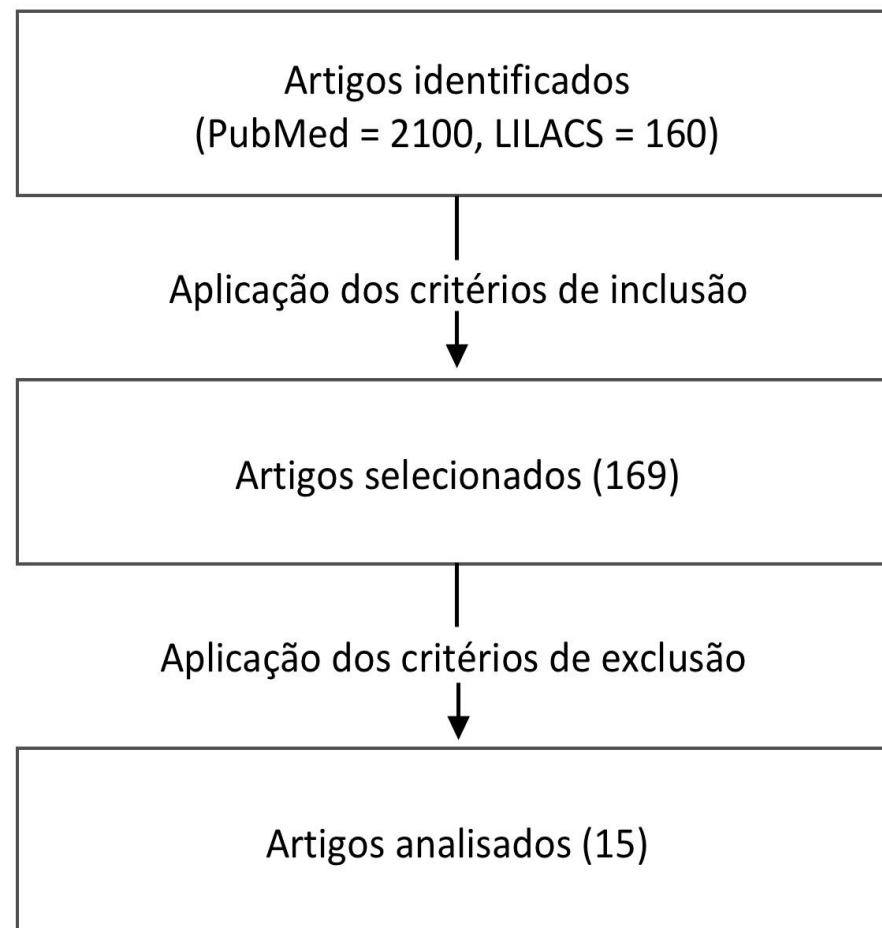 Artigos identificados
(PubMed = 2100, LILACS = 160)
Aplicação dos critérios de inclusão
Artigos selecionados (169)
Aplicação dos critérios de exclusão
Artigos analisados (15)